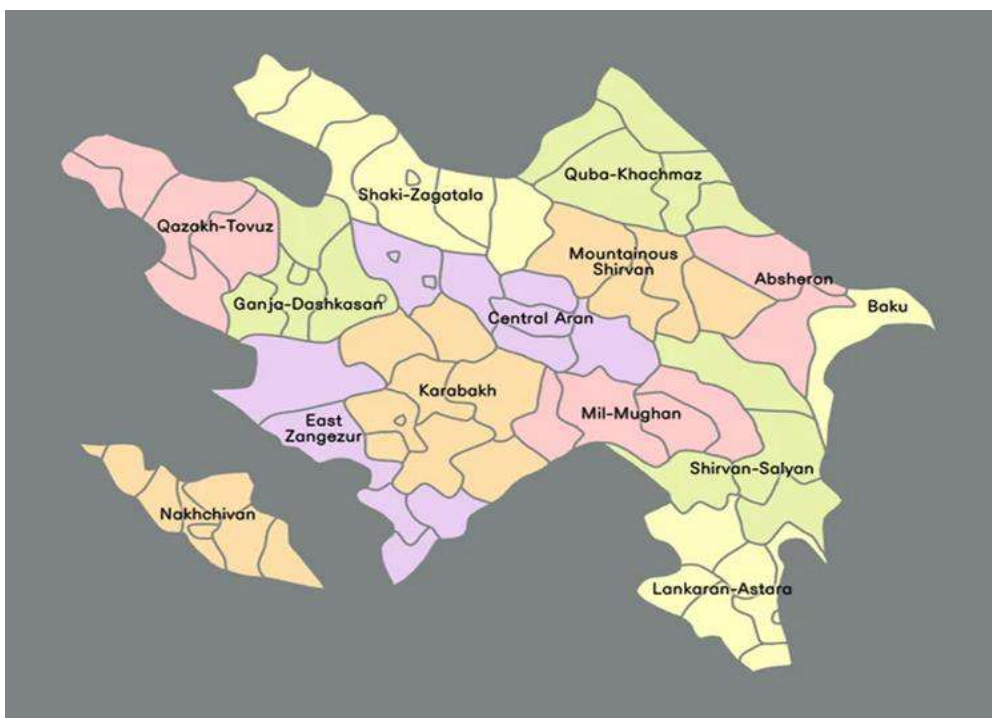 Quba-Khachmaz
Shaki-Zagatala
Qazakh-Tovuz
Mountainous
Shirvan
Absheron
Ganja-Dashkasan
Baku
Central Aran
Karabakh
Mil-Mughan
East
Zangezur
Shirvan-Salyan
Nakhchivan
Lankaran-Astara